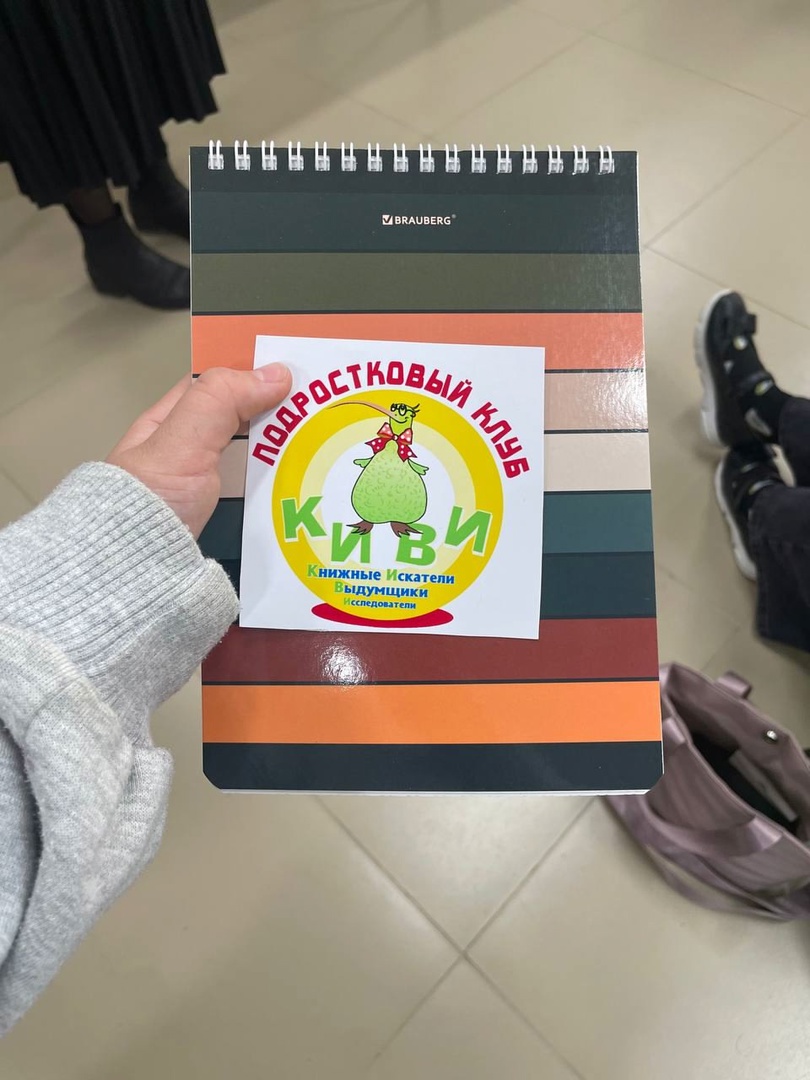 BRAUBERG®
ПОДРОСТКОВЫЙ КЛУБ
КИВИ
Книжные Искатели
Выдумщики
Исследователи